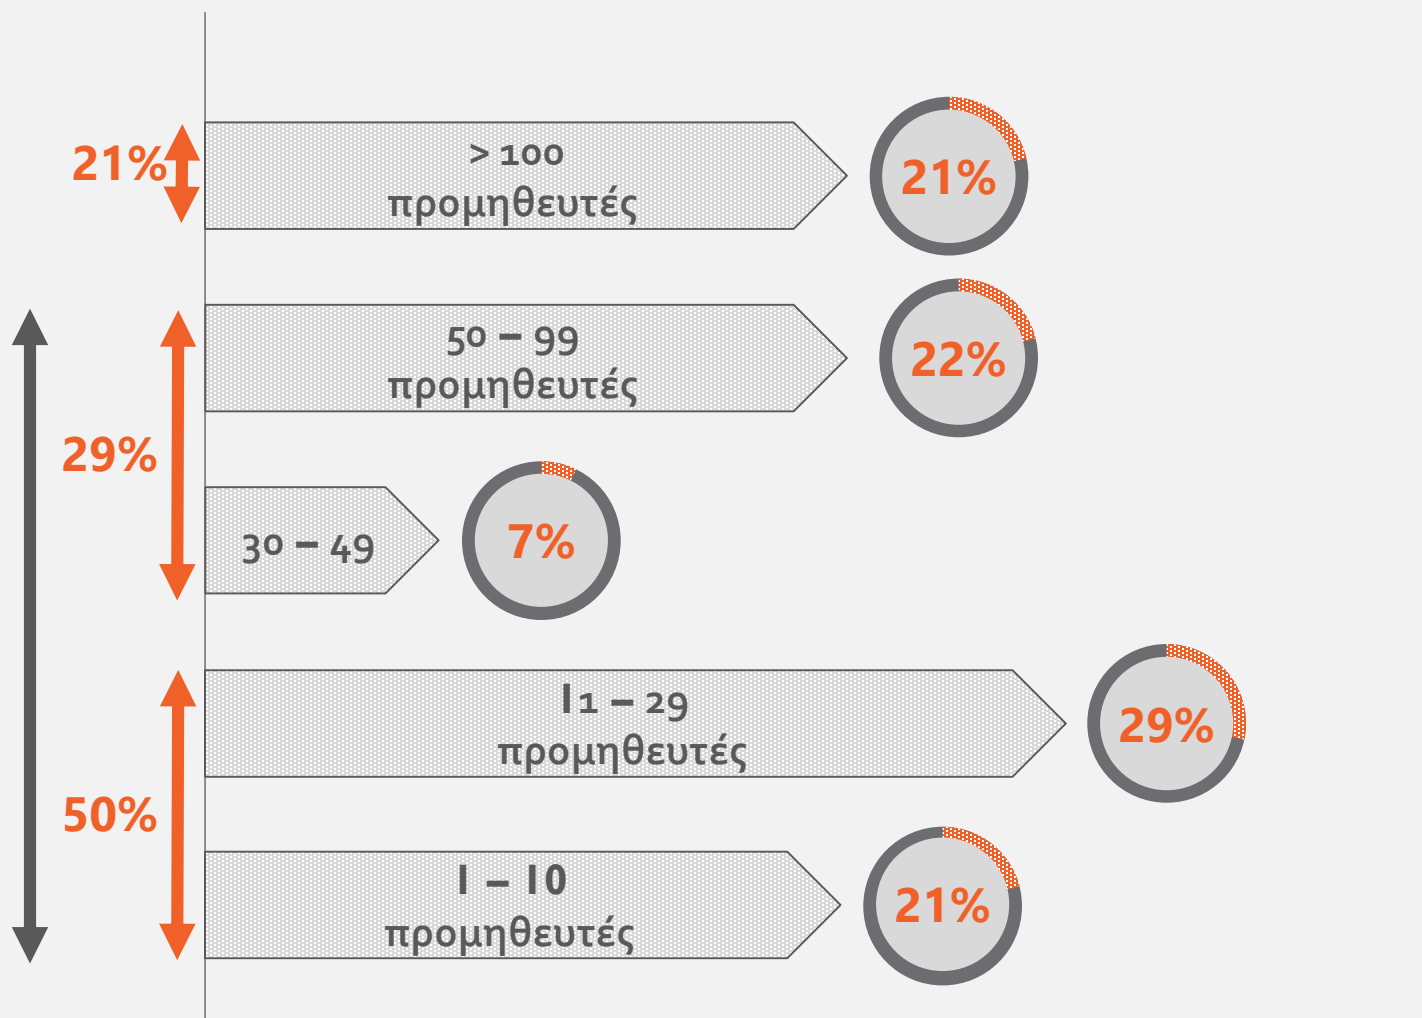 21%
> 100
προμηθευτές
21%
50 – 99
προμηθευτές
22%
29%
30 – 49
7%
11 – 29
προμηθευτές
29%
50%
1 – 10
προμηθευτές
21%